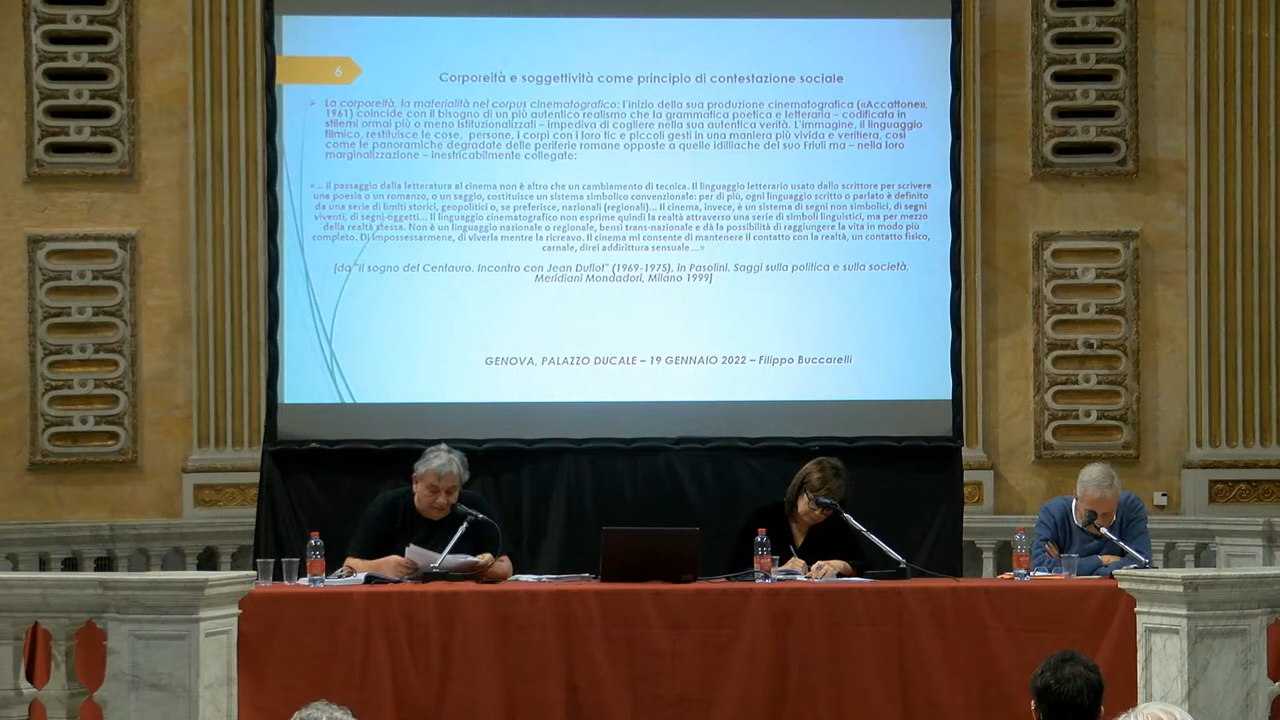 6
Corporeità e soggettività come principio di contestazione sociale
➢ La corporeità, la materialità nel corpus cinematografico: l'inizio della sua produzione cinematografica («Accattone»,
1961) coincide con il bisogno di un più autentico realismo che la grammatica poetica e letteraria – codificata in
stilemi ormai più o meno istituzionalizzati – impediva di cogliere nella sua autentica verità. L'immagine, il linguaggio
filmico, restituisce le cose, persone, i corpi con i loro tic e piccoli gesti in una maniera più vivida e veritiera, così
come le panoramiche degradate delle periferie romane opposte a quelle idilliache del suo Friuli ma – nella loro
marginalizzazione – inestricabilmente collegate:
«... il passaggio dalla letteratura al cinema non è altro che un cambiamento di tecnica. Il linguaggio letterario usato dallo scrittore per scrivere
una poesia o un romanzo, o un saggio, costituisce un sistema simbolico convenzionale: per di più, ogni linguaggio scritto o parlato è definito
da una serie di limiti storici, geopolitici o, se preferisce, nazionali (regionali)... Il cinema, invece, è un sistema di segni non simbolici, di segni
viventi, di segni-oggetti... Il linguaggio cinematografico non esprime quindi la realtà attraverso una serie di simboli linguistici, ma per mezzo
della realtà stessa. Non è un linguaggio nazionale o regionale, bensì trans-nazionale e dà la possibilità di raggiungere la vita in modo più
completo. Di impossessarmene, di viverla mentre la ricreavo. Il cinema mi consente di mantenere il contatto con la realtà, un contatto fisico,
carnale, direi addirittura sensuale ...»
[da "Il sogno del Centauro. Incontro con Jean Duflot" (1969-1975), in Pasolini. Saggi sulla politica e sulla società,
Meridiani Mondadori, Milano 1999]
GENOVA, PALAZZO DUCALE – 19 GENNAIO 2022 – Filippo Buccarelli